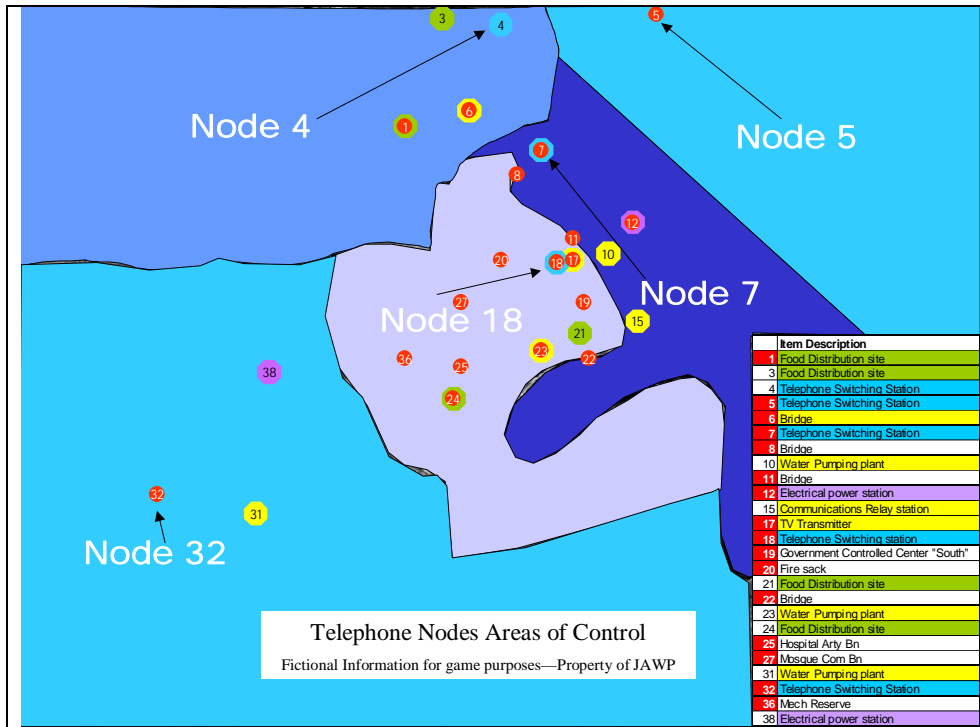 3
4
5
6
1
Node 4
Node 5
7
8
12
11
10
20
18
17
27
19
Node 7
Node 18
15
21
23
36
22
25
38
24
32
31
Node 32
Item Description
1 Food Distribution site
3 Food Distribution site
4 Telephone Switching Station
5 Telephone Switching Station
6 Bridge
7 Telephone Switching Station
8 Bridge
10 Water Pumping plant
11 Bridge
12 Electrical power station
15 Communications Relay station
17 TV Transmitter
18 Telephone Switching station
19 Government Controlled Center "South"
20 Fire sack
21 Food Distribution site
22 Bridge
23 Water Pumping plant
24 Food Distribution site
25 Hospital Arty Bn
27 Mosque Com Bn
31 Water Pumping plant
32 Telephone Switching Station
36 Mech Reserve
38 Electrical power station
Telephone Nodes Areas of Control
Fictional Information for game purposes—Property of JAWP